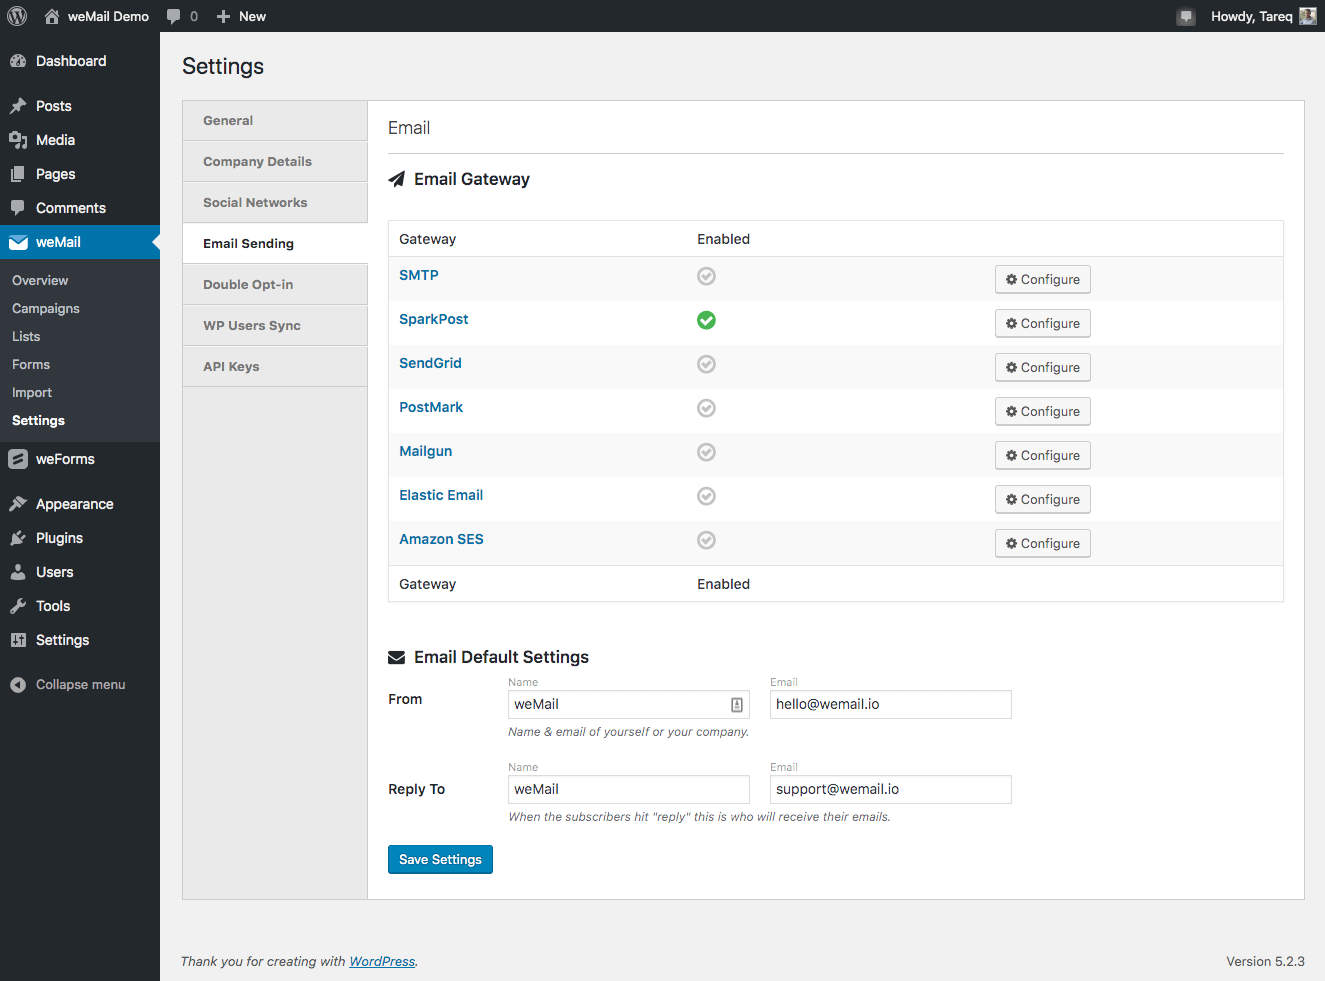 weMail Demo 0 New Howdy, Tareq
Dashboard
Posts
Media
Pages
Comments
weMail
Overview
Campaigns
Lists
Forms
Import
Settings
weForms
Appearance
Plugins
Users
Tools
Settings
Collapse menu
Settings
General
Company Details
Social Networks
Email Sending
Double Opt-in
WP Users Sync
API Keys
Email
Email Gateway
Gateway Enabled
SMTP Configure
SparkPost Configure
SendGrid Configure
PostMark Configure
Mailgun Configure
Elastic Email Configure
Amazon SES Configure
Gateway Enabled
Email Default Settings
Name Email
From weMail hello@wemail.io
Name & email of yourself or your company.
Name Email
Reply To weMail support@wemail.io
When the subscribers hit "reply" this is who will receive their emails.
Save Settings
Thank you for creating with WordPress. Version 5.2.3